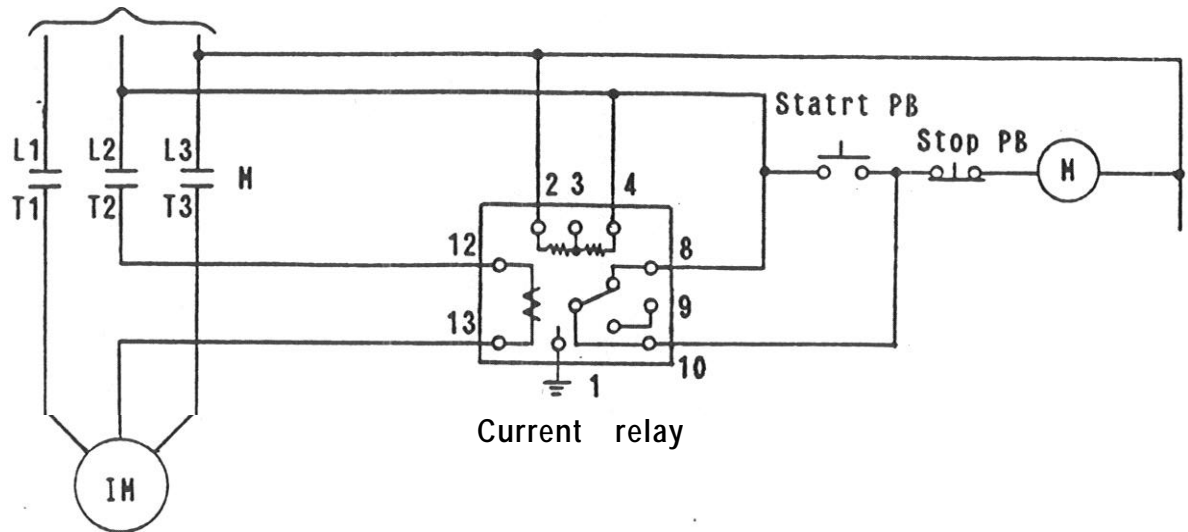 Statrt PB
Stop PB
L1 L2 L3 M
T1 T2 T3
M
2 3 4
12
8
9
13
10
1
Current relay
IM